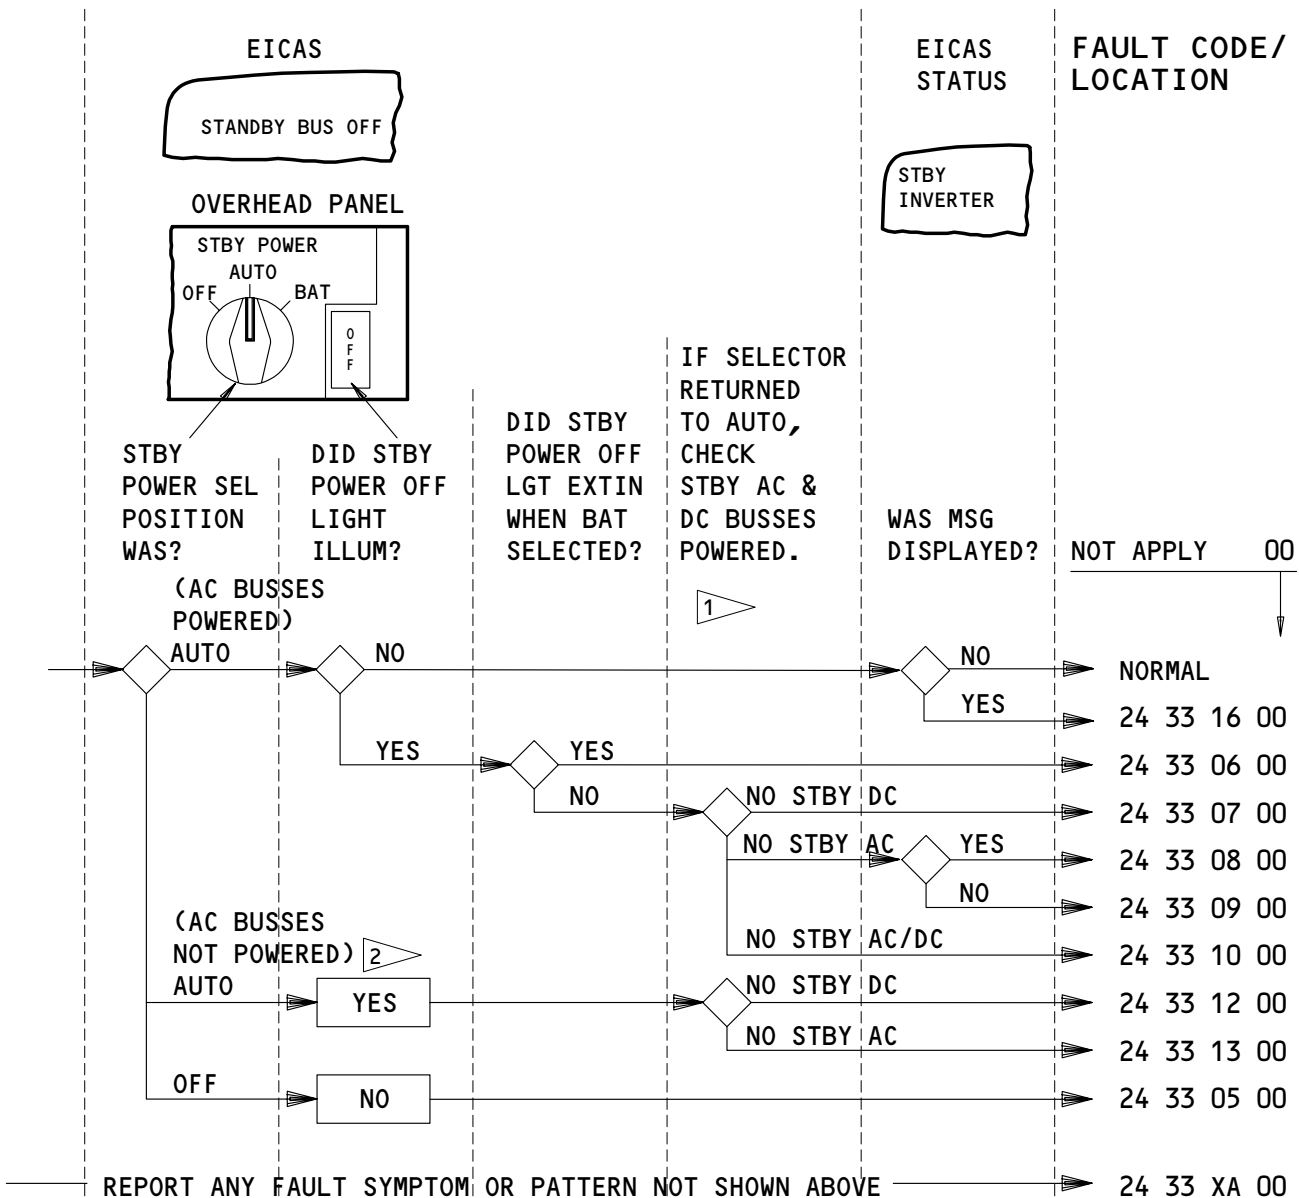 EICAS
STANDBY BUS OFF
OVERHEAD PANEL
STBY POWER
AUTO
OFF
BAT
OFF
STBY
POWER SEL
POSITION
WAS?
DID STBY
POWER OFF
LIGHT
ILLUM?
DID STBY
POWER OFF
LGT EXTIN
WHEN BAT
SELECTED?
IF SELECTOR
RETURNED
TO AUTO,
CHECK
STBY AC &
DC BUSSES
POWERED.
1
EICAS
STATUS
STBY
INVERTER
WAS MSG
DISPLAYED?
FAULT CODE/
LOCATION
NOT APPLY 00
(AC BUSSES
POWERED)
AUTO
NO
NO
NORMAL
YES
24 33 16 00
YES
YES
24 33 06 00
NO
NO STBY DC
24 33 07 00
NO STBY AC
YES
24 33 08 00
NO
24 33 09 00
NO STBY AC/DC
24 33 10 00
(AC BUSSES
NOT POWERED) 2
AUTO
YES
NO STBY DC
24 33 12 00
NO STBY AC
24 33 13 00
OFF
NO
24 33 05 00
REPORT ANY FAULT SYMPTOM OR PATTERN NOT SHOWN ABOVE
24 33 XA 00